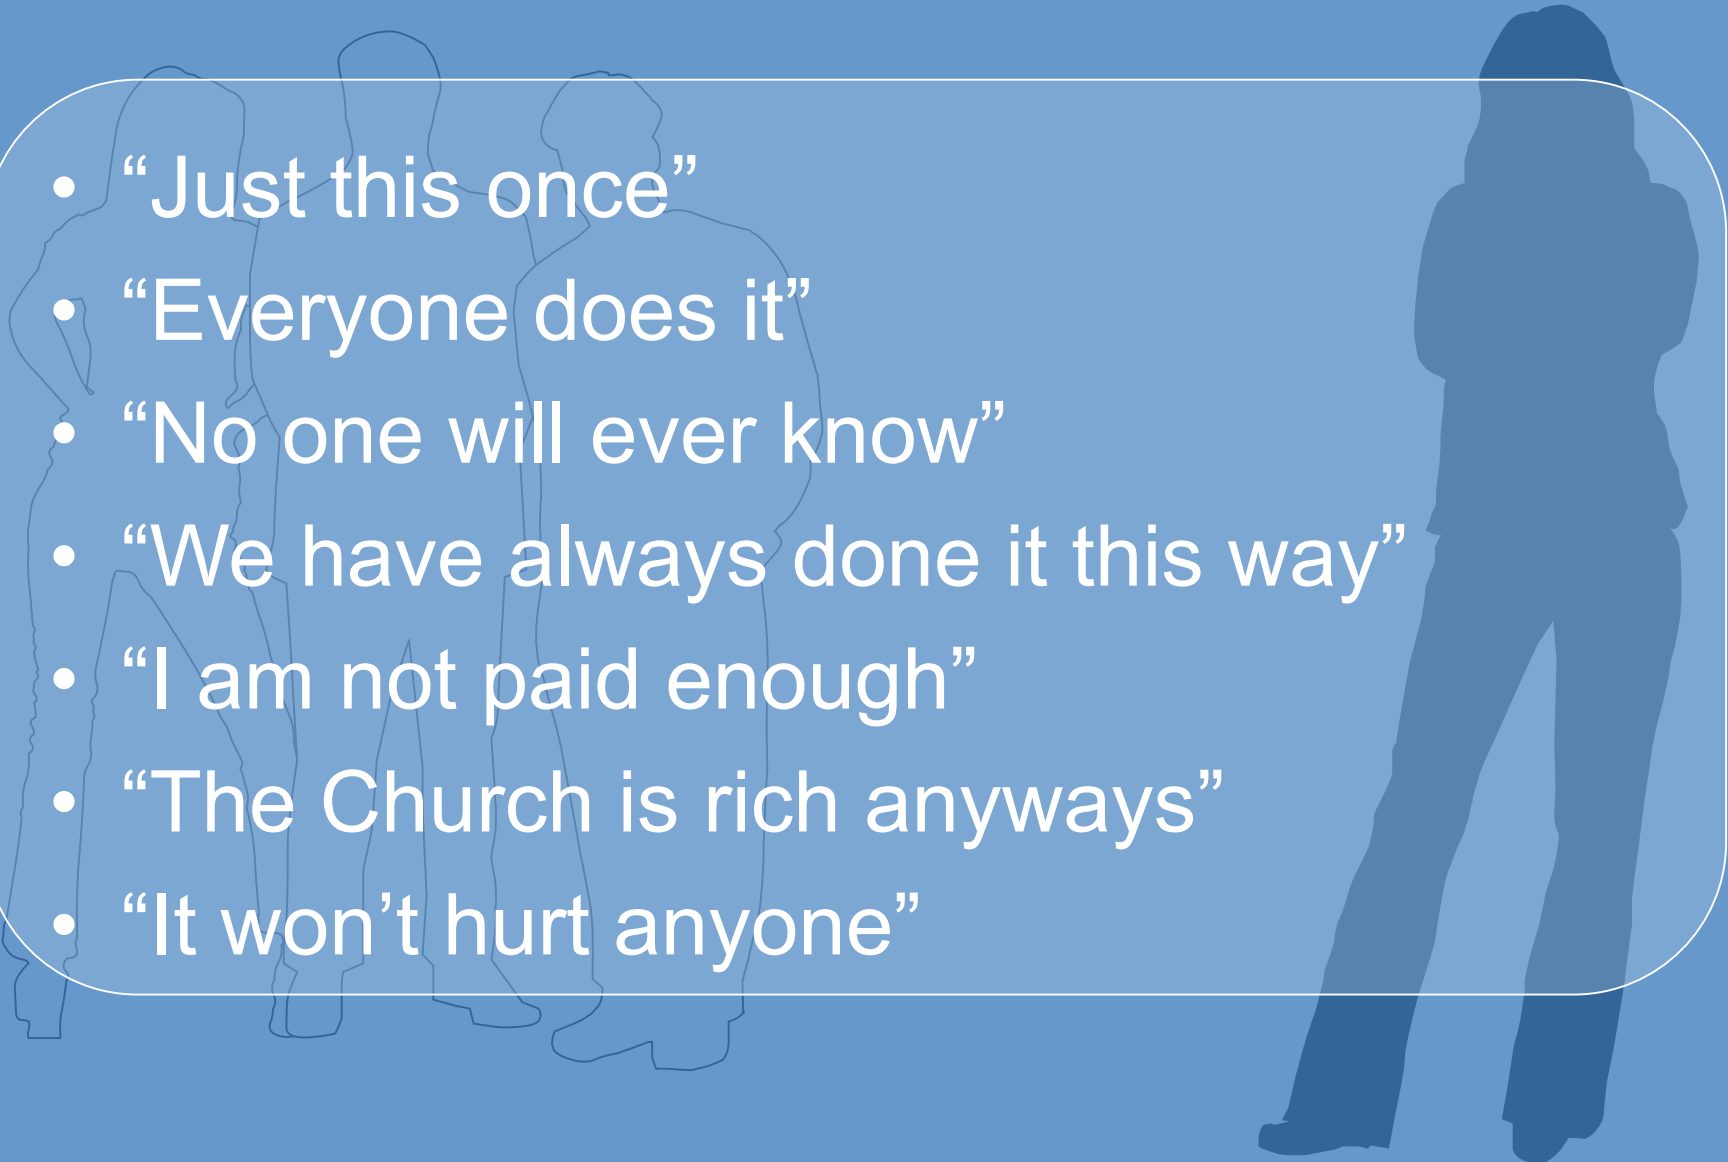 • “Just this once”
• “Everyone does it”
• “No one will ever know”
• “We have always done it this way”
• “I am not paid enough”
• “The Church is rich anyways”
• “It won’t hurt anyone”